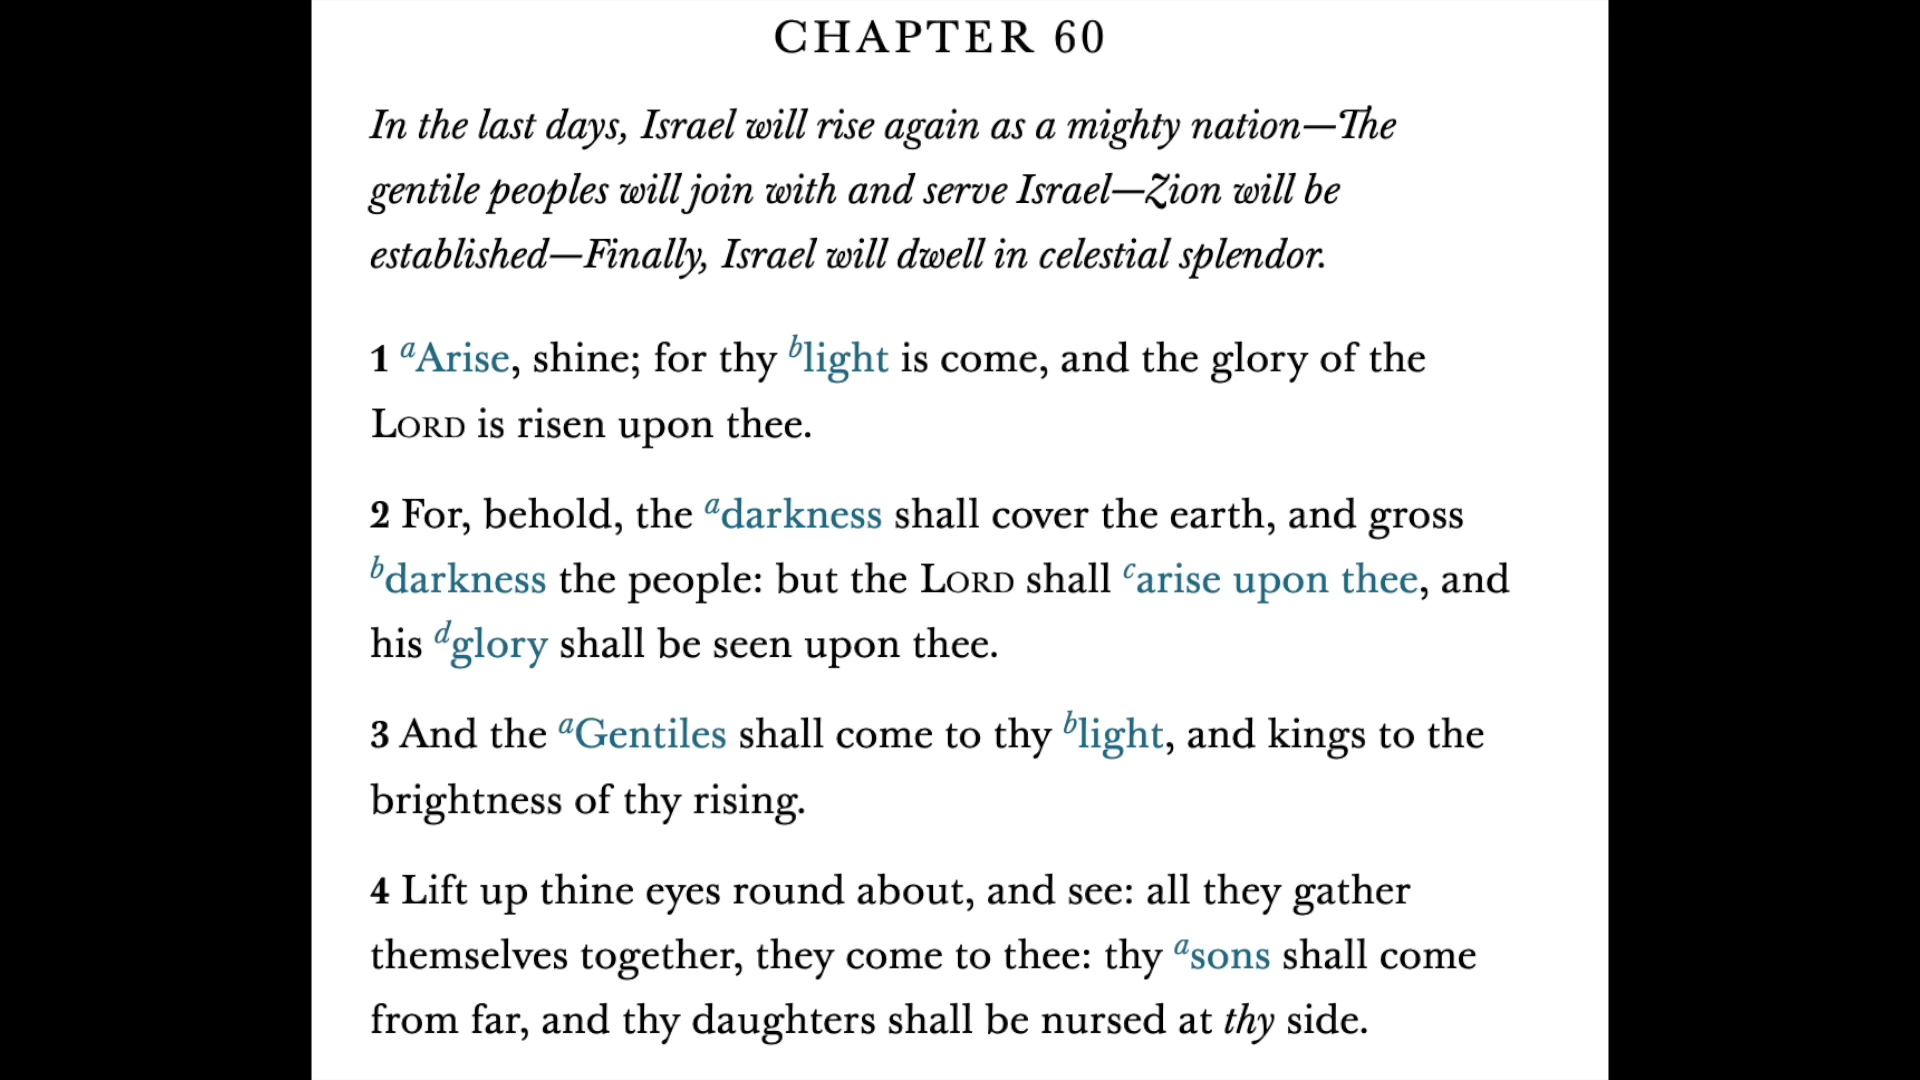 CHAPTER 60
In the last days, Israel will rise again as a mighty nation—The
gentile peoples will join with and serve Israel—Zion will be
established—Finally, Israel will dwell in celestial splendor.
1 aArise, shine; for thy blight is come, and the glory of the
LORD is risen upon thee.
2 For, behold, the adarkness shall cover the earth, and gross
bdarkness the people: but the LORD shall carise upon thee, and
his dglory shall be seen upon thee.
3 And the aGentiles shall come to thy blight, and kings to the
brightness of thy rising.
4 Lift up thine eyes round about, and see: all they gather
themselves together, they come to thee: thy asons shall come
from far, and thy daughters shall be nursed at thy side.